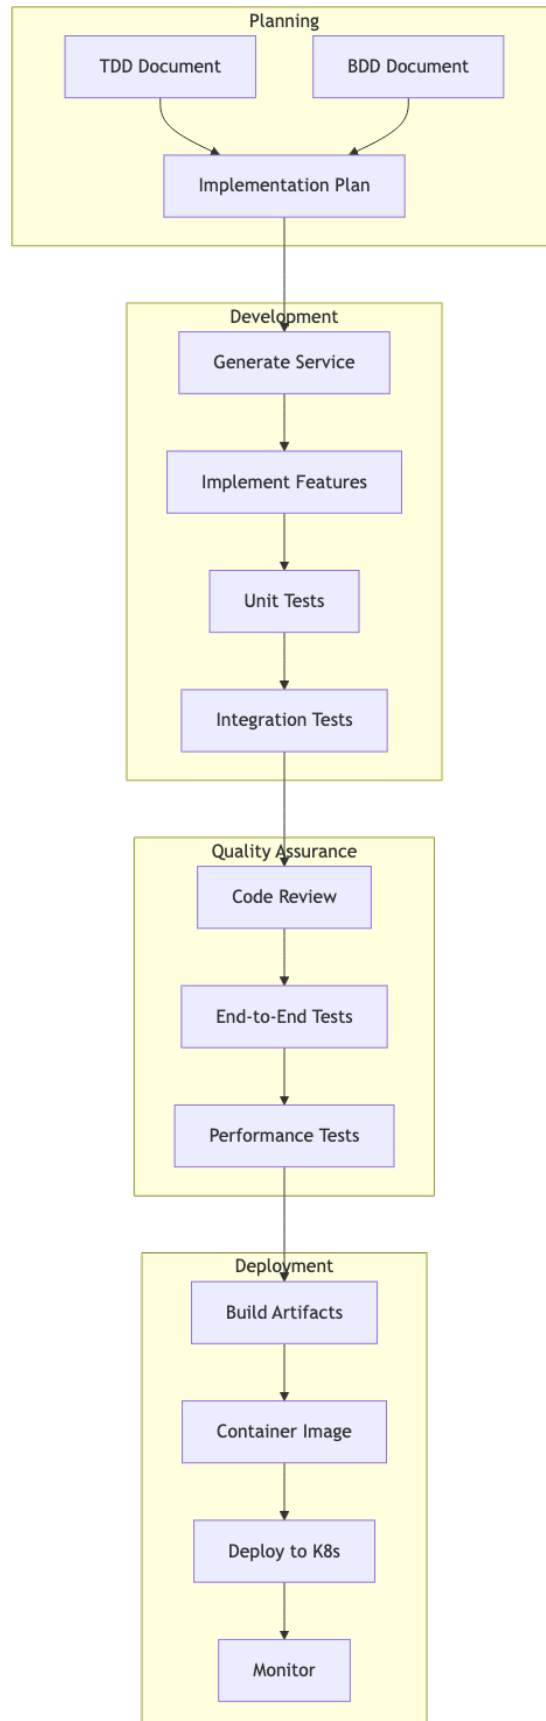 Planning
TDD Document
BDD Document
Implementation Plan
Development
Generate Service
Implement Features
Unit Tests
Integration Tests
Quality Assurance
Code Review
End-to-End Tests
Performance Tests
Deployment
Build Artifacts
Container Image
Deploy to K8s
Monitor